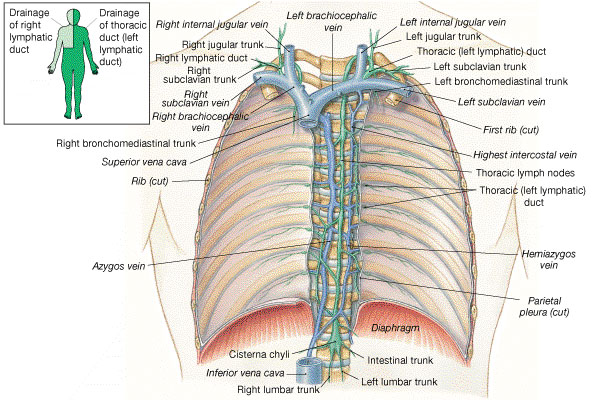 Drainage
of right
lymphatic
duct
Drainage
of thoracic
duct (left
lymphatic
duct)
Right internal jugular vein
Left brachiocephalic
vein
Left internal jugular vein
Right jugular trunk
Left jugular trunk
Right lymphatic duct
Thoracic (left lymphatic) duct
Right
subclavian trunk
Left subclavian trunk
Left bronchomediastinal trunk
Right
subclavian vein
Left subclavian vein
Right brachiocephalic
vein
First rib (cut)
Right bronchomediastinal trunk
Superior vena cava
Highest intercostal vein
Rib (cut)
Thoracic lymph nodes
Thoracic (left lymphatic)
duct
Azygos vein
Hemiazygos
vein
Parietal
pleura (cut)
Diaphragm
Cisterna chyli
Intestinal trunk
Inferior vena cava
Left lumbar trunk
Right lumbar trunk